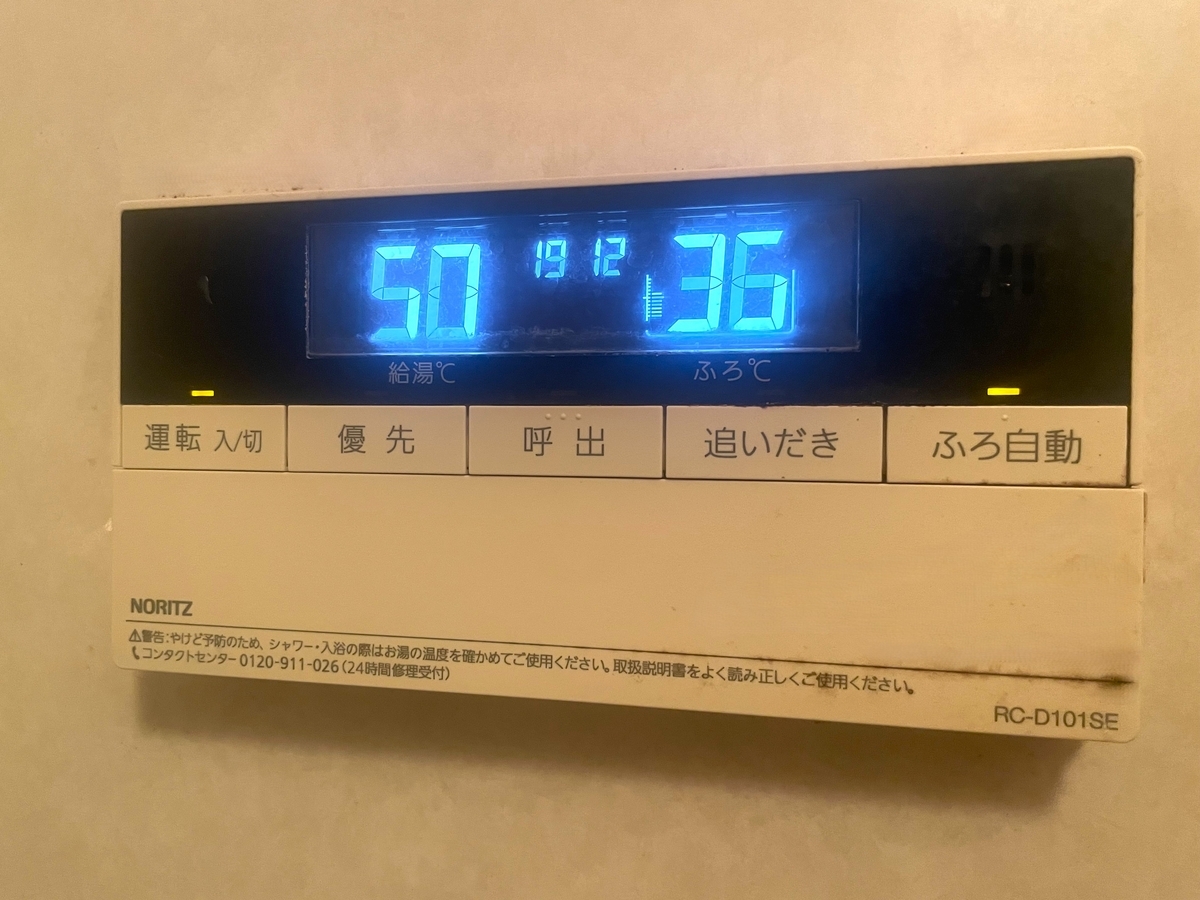 50 19 12 36
給湯℃ ふろ℃
運転 入/切 優先 呼出 追いだき ふろ自動
NORITZ
⚠警告:やけど予防のため、シャワー・入浴の際はお湯の温度を確かめてご使用ください。取扱説明書をよく読み正しくご使用ください。
コンタクトセンター 0120-911-026(24時間修理受付)
RC-D101SE